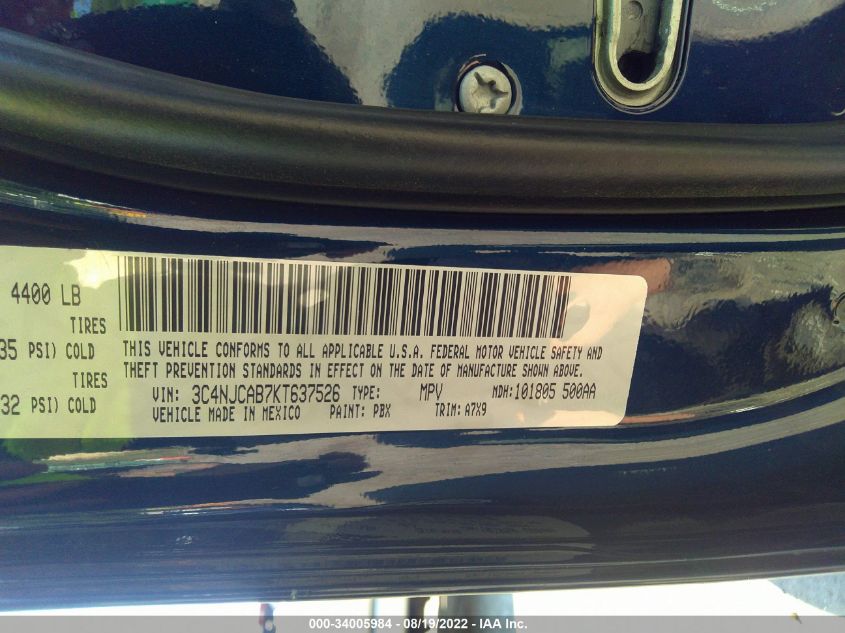 4400 LB
TIRES
35 PSI) COLD
TIRES
32 PSI) COLD
THIS VEHICLE CONFORMS TO ALL APPLICABLE U.S.A. FEDERAL MOTOR VEHICLE SAFETY AND
THEFT PREVENTION STANDARDS IN EFFECT ON THE DATE OF MANUFACTURE SHOWN ABOVE.
VIN: 3C4NJCAB7KT637526 TYPE: MPV MDH: 101805 500AA
VEHICLE MADE IN MEXICO PAINT: PBX TRIM: A7X9
000-34005984 - 08/19/2022 - IAA Inc.